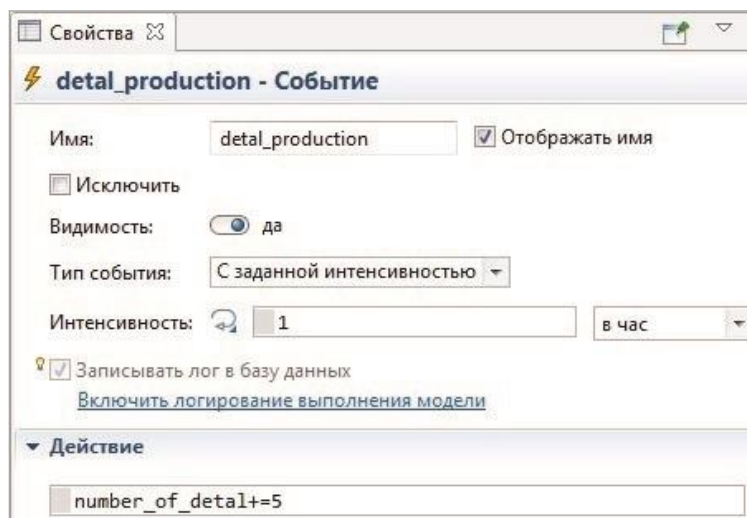 Свойства
detal_production - Событие
Имя: detal_production Отображать имя
Исключить
Видимость: да
Тип события: С заданной интенсивностью
Интенсивность: 1 в час
Записывать лог в базу данных
Включить логирование выполнения модели
Действие
number_of_detal+=5